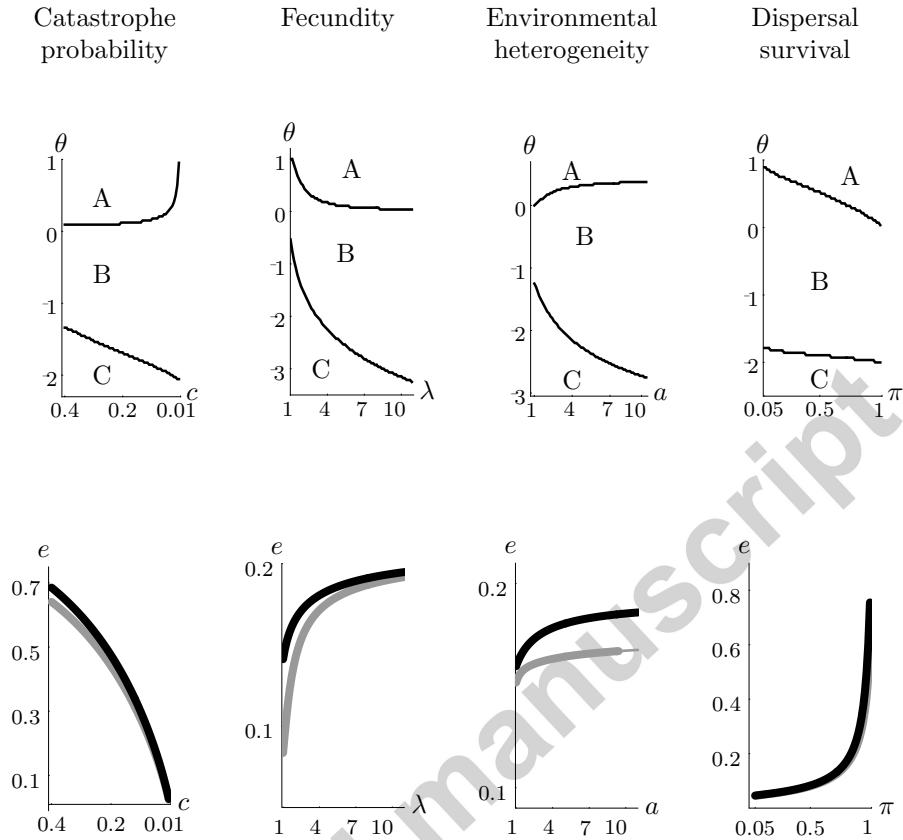 Catastrophe probability
Fecundity
Environmental heterogeneity
Dispersal survival
θ
1
0
-1
-2
A
B
C
0.4 0.2 0.01
c
θ
1
0
-1
-2
-3
A
B
C
1 4 7 10
λ
θ
1
0
-1
-2
-3
A
B
C
1 4 7 10
a
θ
1
0
-1
-2
A
B
C
0.05 0.5 1
π
e
0.7
0.5
0.3
0.1
0.4 0.2 0.01
c
e
0.2
0.1
1 4 7 10
λ
e
0.2
0.1
1 4 7 10
a
e
0.8
0.6
0.4
0.2
0.05 0.5 1
π
manuscript